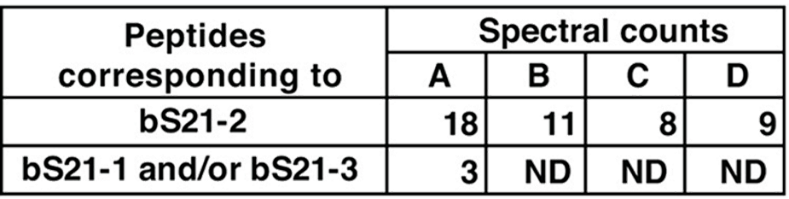 Peptides corresponding to Spectral counts
A B C D
bS21-2 18 11 8 9
bS21-1 and/or bS21-3 3 ND ND ND